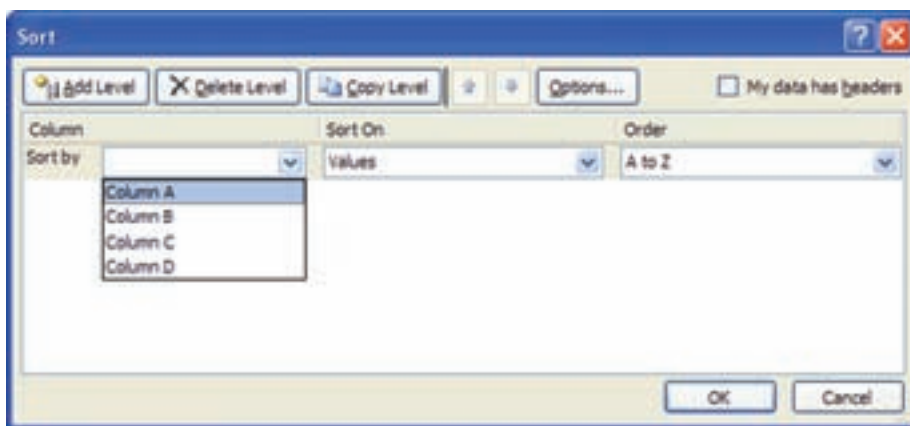 Sort
Add Level Delete Level Copy Level Options... My data has headers
Column Sort On Order
Sort by Values A to Z
Column A
Column B
Column C
Column D
OK Cancel